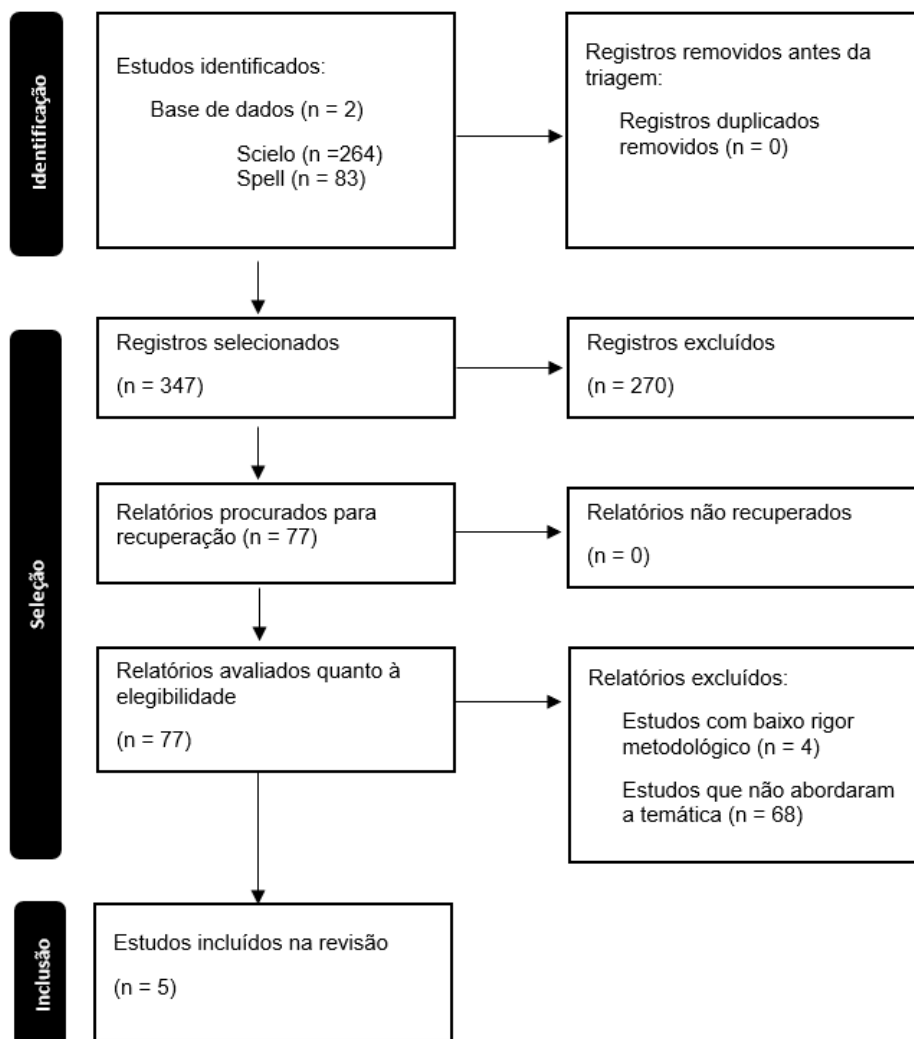 Identificação
Estudos identificados:
Base de dados (n = 2)
Scielo (n =264)
Spell (n = 83)
Registros removidos antes da
triagem:
Registros duplicados
removidos (n = 0)
Seleção
Registros selecionados
(n = 347)
Registros excluídos
(n = 270)
Relatórios procurados para
recuperação (n = 77)
Relatórios não recuperados
(n = 0)
Relatórios avaliados quanto à
elegibilidade
(n = 77)
Relatórios excluídos:
Estudos com baixo rigor
metodológico (n = 4)
Estudos que não abordaram
a temática (n = 68)
Inclusão
Estudos incluídos na revisão
(n = 5)